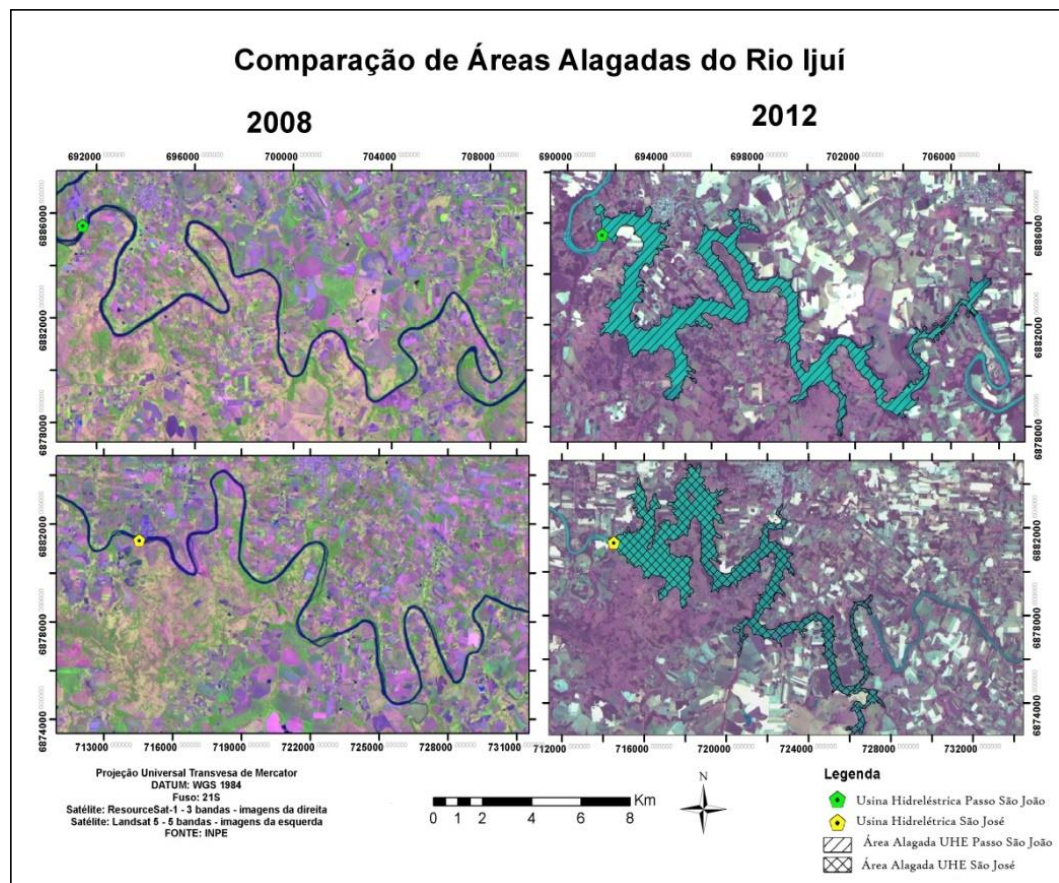 Comparação de Áreas Alagadas do Rio Ijuí
2008
2012
692000 696000 700000 704000 708000
690000 694000 698000 702000 706000
6886000
6882000
6878000
6886000
6882000
6878000
6882000
6878000
6874000
6882000
6878000
6874000
713000 716000 719000 722000 725000 728000 731000
712000 716000 720000 724000 728000 732000
Projeção Universal Transvesa de Mercator
DATUM: WGS 1984
Fuso: 21S
Satélite: ResourceSat-1 - 3 bandas - imagens da direita
Satélite: Landsat 5 - 5 bandas - imagens da esquerda
FONTE: INPE
Km
0 1 2 4 6 8
N
Legenda
Usina Hidreléstrica Passo São João
Usina Hidrelétrica São José
Área Alagada UHE Passo São João
Área Alagada UHE São José